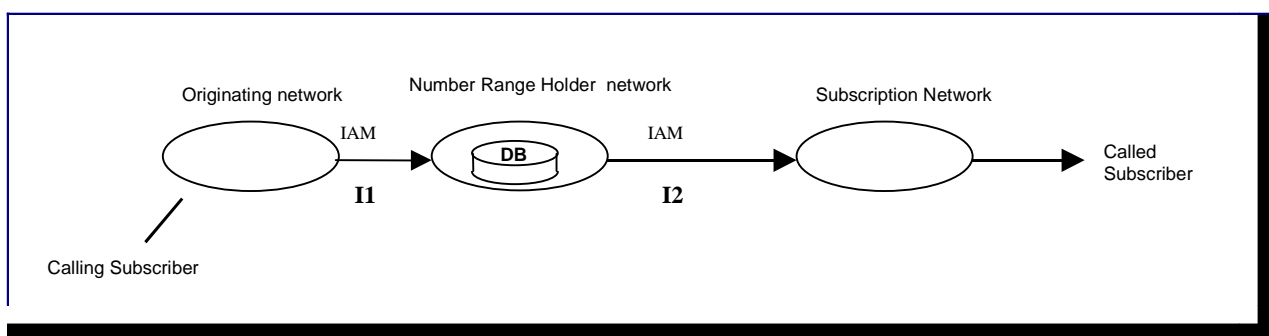 Originating network
Number Range Holder network
Subscription Network
IAM
DB
IAM
Called
Subscriber
I1
I2
Calling Subscriber